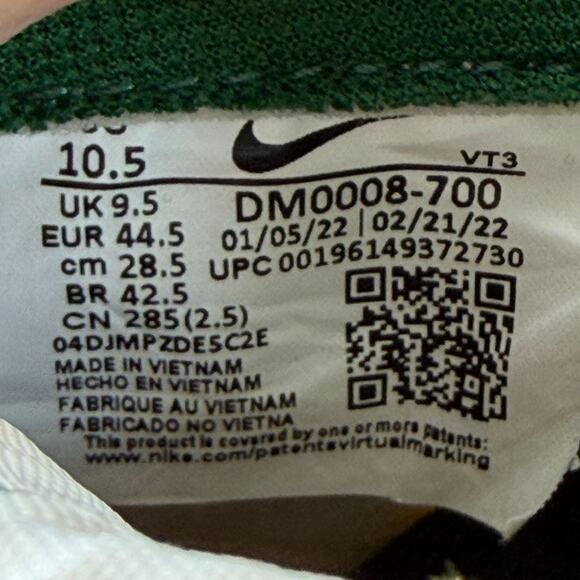 10.5
VT3
UK 9.5
DM0008-700
EUR 44.5
01/05/22 | 02/21/22
cm 28.5
UPC 00196149372730
BR 42.5
CN 285(2.5)
04DJMPZDE5C2E
MADE IN VIETNAM
HECHO EN VIETNAM
FABRIQUE AU VIETNAM
FABRICADO NO VIETNA
This product is covered by one or more patents:
www.nike.com/patentsvirtualmarking